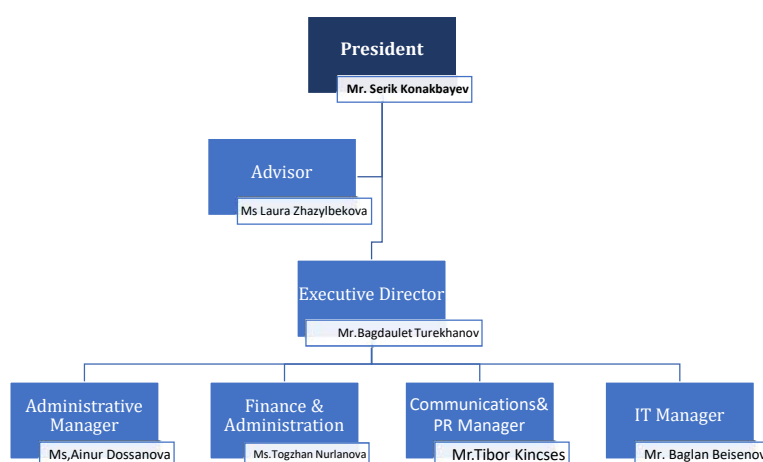 President
Mr. Serik Konakbayev
Advisor
Ms Laura Zhazylbekova
Executive Director
Mr.Bagdaulet Turekhanov
Administrative
Manager
Ms,Ainur Dossanova
Finance &
Administration
Ms.Togzhan Nurlanova
Communications&
PR Manager
Mr.Tibor Kincses
IT Manager
Mr. Baglan Beisenov